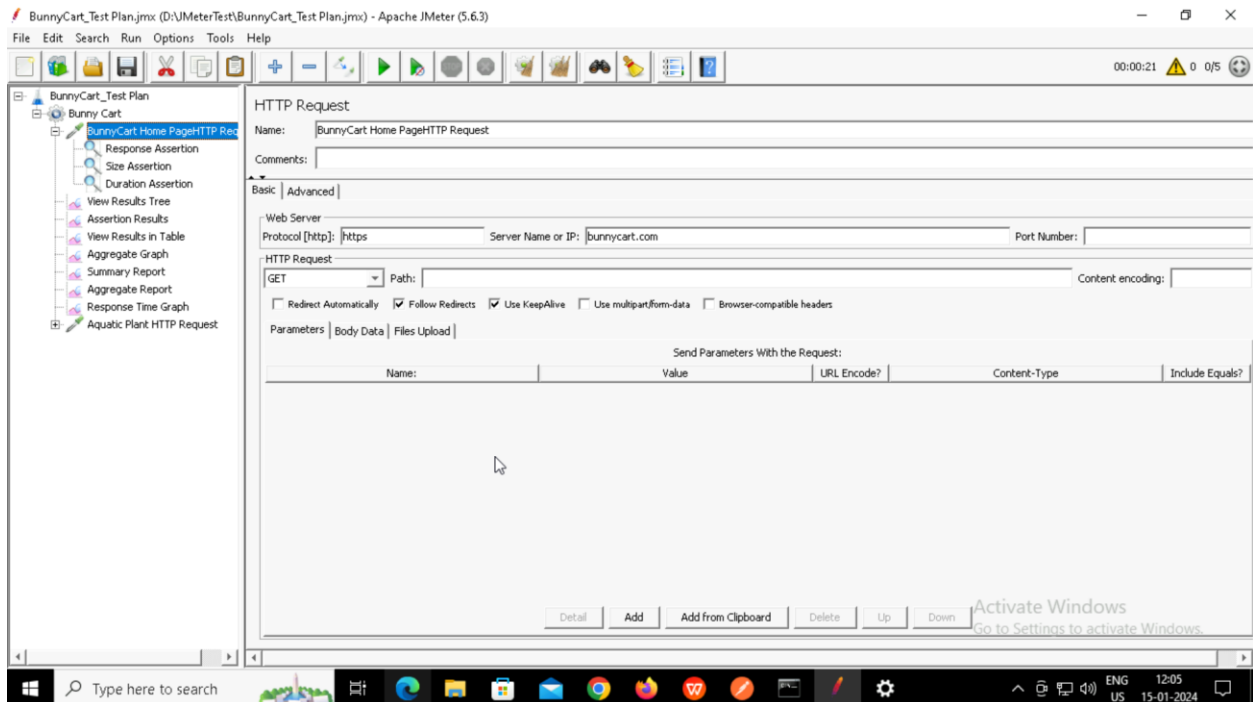 BunnyCart_Test Plan.jmx (D:\JMeterTest\BunnyCart_Test Plan.jmx) - Apache JMeter (5.6.3)
File Edit Search Run Options Tools Help
00:00:21 0 0/5
BunnyCart_Test Plan
Bunny Cart
BunnyCart Home PageHTTP Req
Response Assertion
Size Assertion
Duration Assertion
View Results Tree
Assertion Results
View Results in Table
Aggregate Graph
Summary Report
Aggregate Report
Response Time Graph
Aquatic Plant HTTP Request
HTTP Request
Name: BunnyCart Home PageHTTP Request
Comments:
Basic Advanced
Web Server
Protocol [http]: https Server Name or IP: bunnycart.com Port Number:
HTTP Request
GET Path: Content encoding:
Redirect Automatically Follow Redirects Use KeepAlive Use multipart/form-data Browser-compatible headers
Parameters Body Data Files Upload
Send Parameters With the Request:
Name: Value URL Encode? Content-Type Include Equals?
Detail Add Add from Clipboard Delete Up Down
Activate Windows
Go to Settings to activate Windows.
Type here to search
ENG 12:05
US 15-01-2024